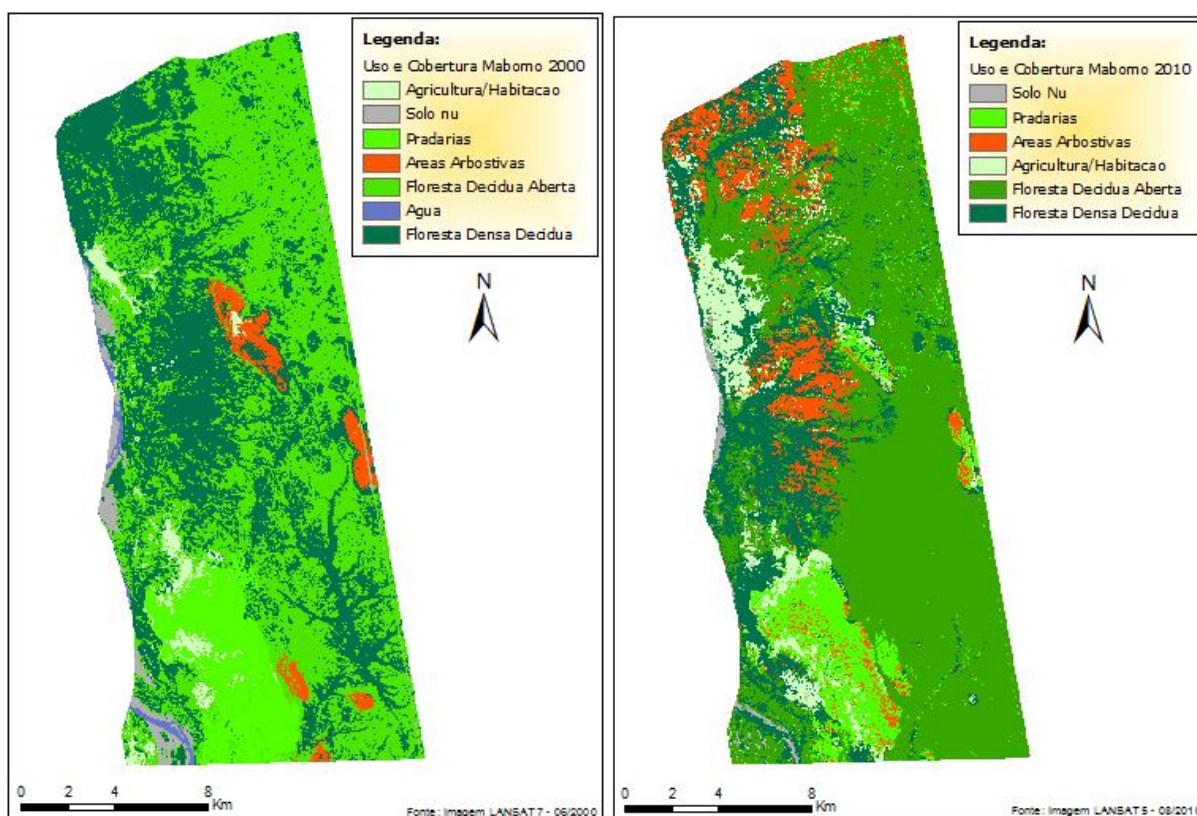 Legenda:
Uso e Cobertura Mabomo 2000
Agricultura/Habitacao
Solo nu
Pradarias
Areas Arbostivas
Floresta Decidua Aberta
Agua
Floresta Densa Decidua
N
0 2 4 8
Km
Fonte: Imagem LANSAT 7 - 06/2000
Legenda:
Uso e Cobertura Mabomo 2010
Solo Nu
Pradarias
Areas Arbostivas
Agricultura/Habitacao
Floresta Decidua Aberta
Floresta Densa Decidua
N
0 2 4 8
Km
Fonte: Imagem LANSAT 5 - 08/201